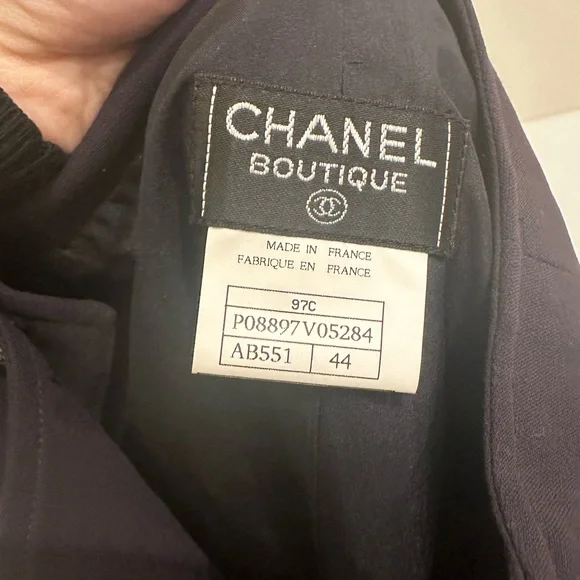 CHANEL
BOUTIQUE
MADE IN FRANCE
FABRIQUE EN FRANCE
97C
P08897V05284
AB551 44